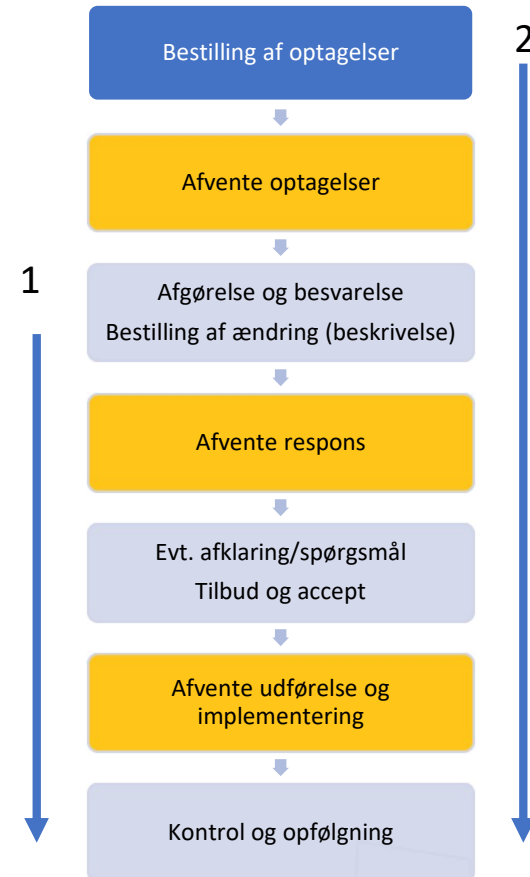 Bestilling af optagelser
2
Afvente optagelser
1
Afgørelse og besvarelse
Bestilling af ændring (beskrivelse)
Afvente respons
Evt. afklaring/spørgsmål
Tilbud og accept
Afvente udførelse og
implementering
Kontrol og opfølgning